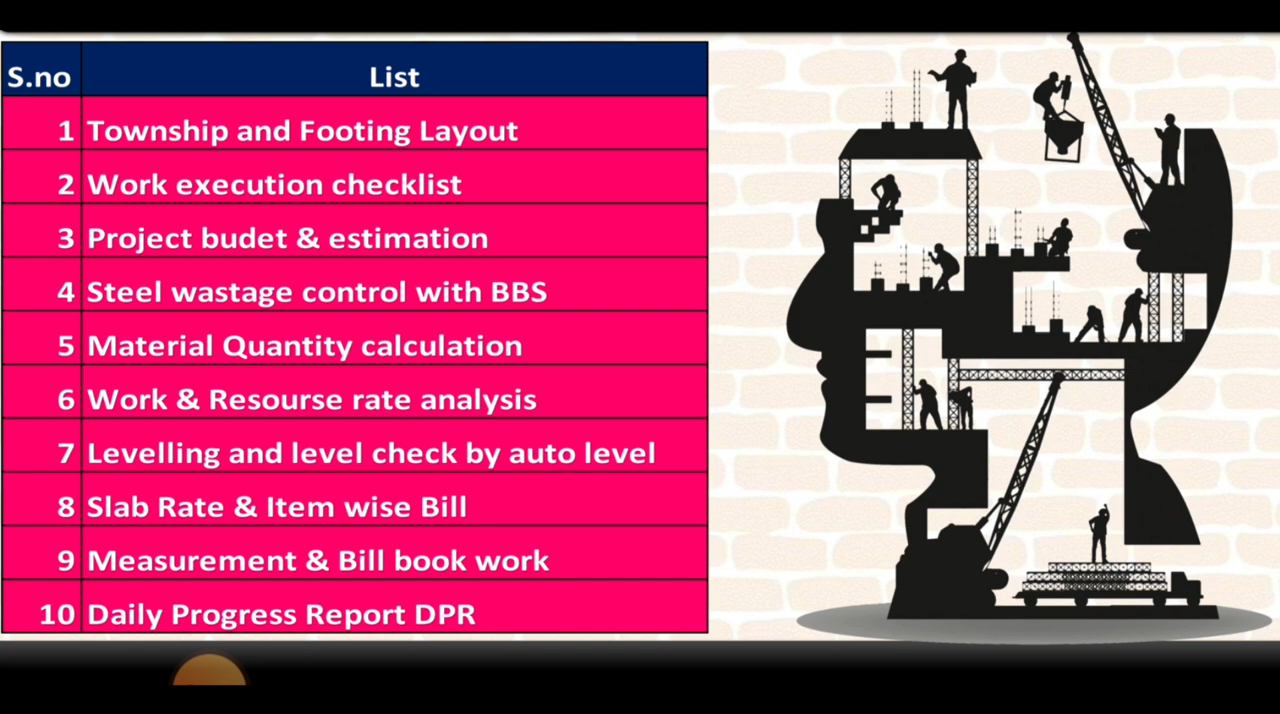 S.no List
1 Township and Footing Layout
2 Work execution checklist
3 Project budet & estimation
4 Steel wastage control with BBS
5 Material Quantity calculation
6 Work & Resourse rate analysis
7 Levelling and level check by auto level
8 Slab Rate & Item wise Bill
9 Measurement & Bill book work
10 Daily Progress Report DPR